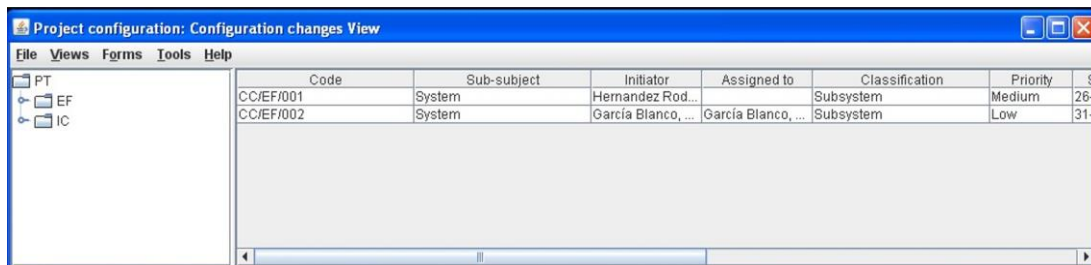 Project configuration: Configuration changes View
File Views Forms Tools Help
PT
EF
IC
Code Sub-subject Initiator Assigned to Classification Priority
CC/EF/001 System Hernandez Rod... Subsystem Medium 26-
CC/EF/002 System García Blanco, ... García Blanco, ... Subsystem Low 31-